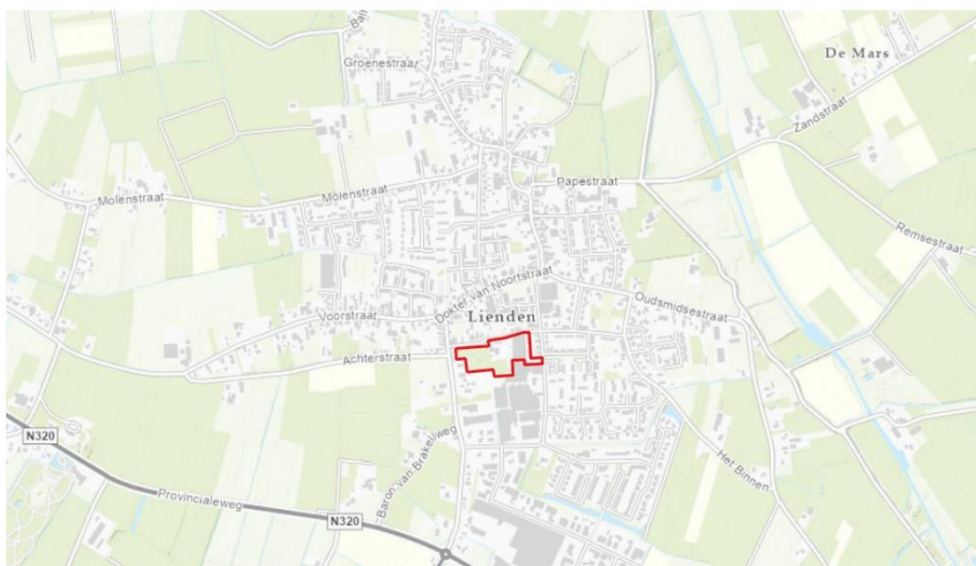 Groenestraat
De Mars
Zandstraat
Molenstraat
Papestraat
Molenstraat
Remsestraat
Dokter van Noortstraat
Oudsmidsestraat
Voorstraat
Lienden
Achterstraat
N320
Baron van Brakelweg
Het Binnen
Provincialeweg
N320